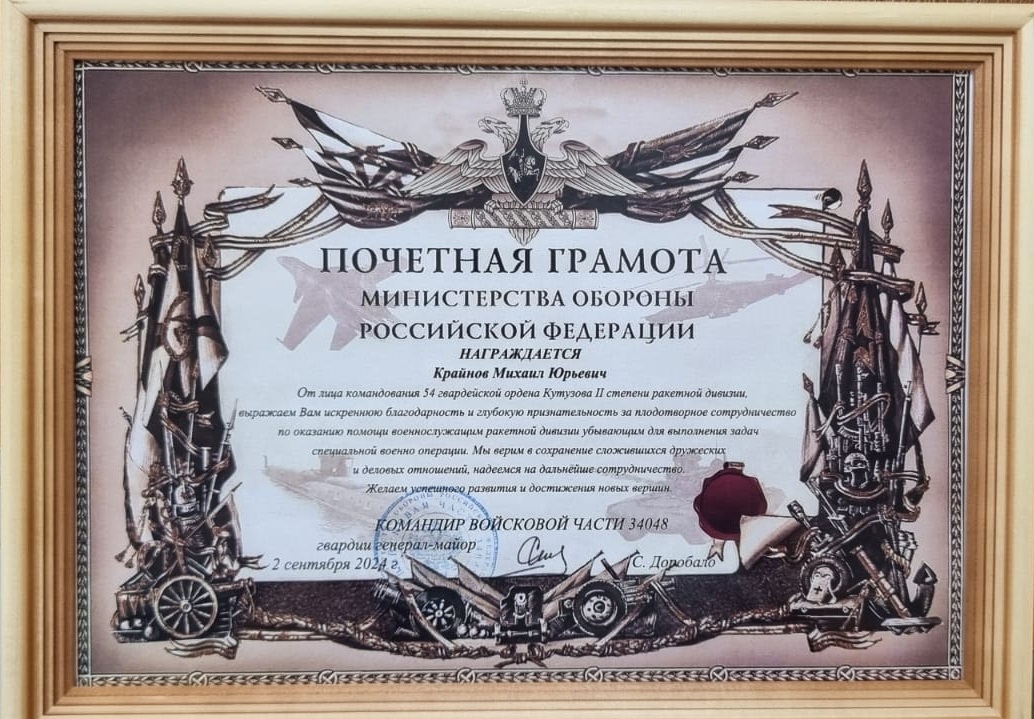 ПОЧЕТНАЯ ГРАМОТА
МИНИСТЕРСТВА ОБОРОНЫ
РОССИЙСКОЙ ФЕДЕРАЦИИ
НАГРАЖДАЕТСЯ
Крайнов Михаил Юрьевич
От лица командования 54 гвардейской ордена Кутузова II степени ракетной дивизии,
выражаем Вам искреннюю благодарность и глубокую признательность за плодотворное сотрудничество
по оказанию помощи военнослужащим ракетной дивизии убывающим для выполнения задач
специальной военно операции. Мы верим в сохранение сложившихся дружеских
и деловых отношений, надеемся на дальнейшее сотрудничество.
Желаем успешного развития и достижения новых вершин.
КОМАНДИР ВОЙСКОВОЙ ЧАСТИ 34048
гвардии генерал-майор
2 сентября 2024 г.
С. Доробало